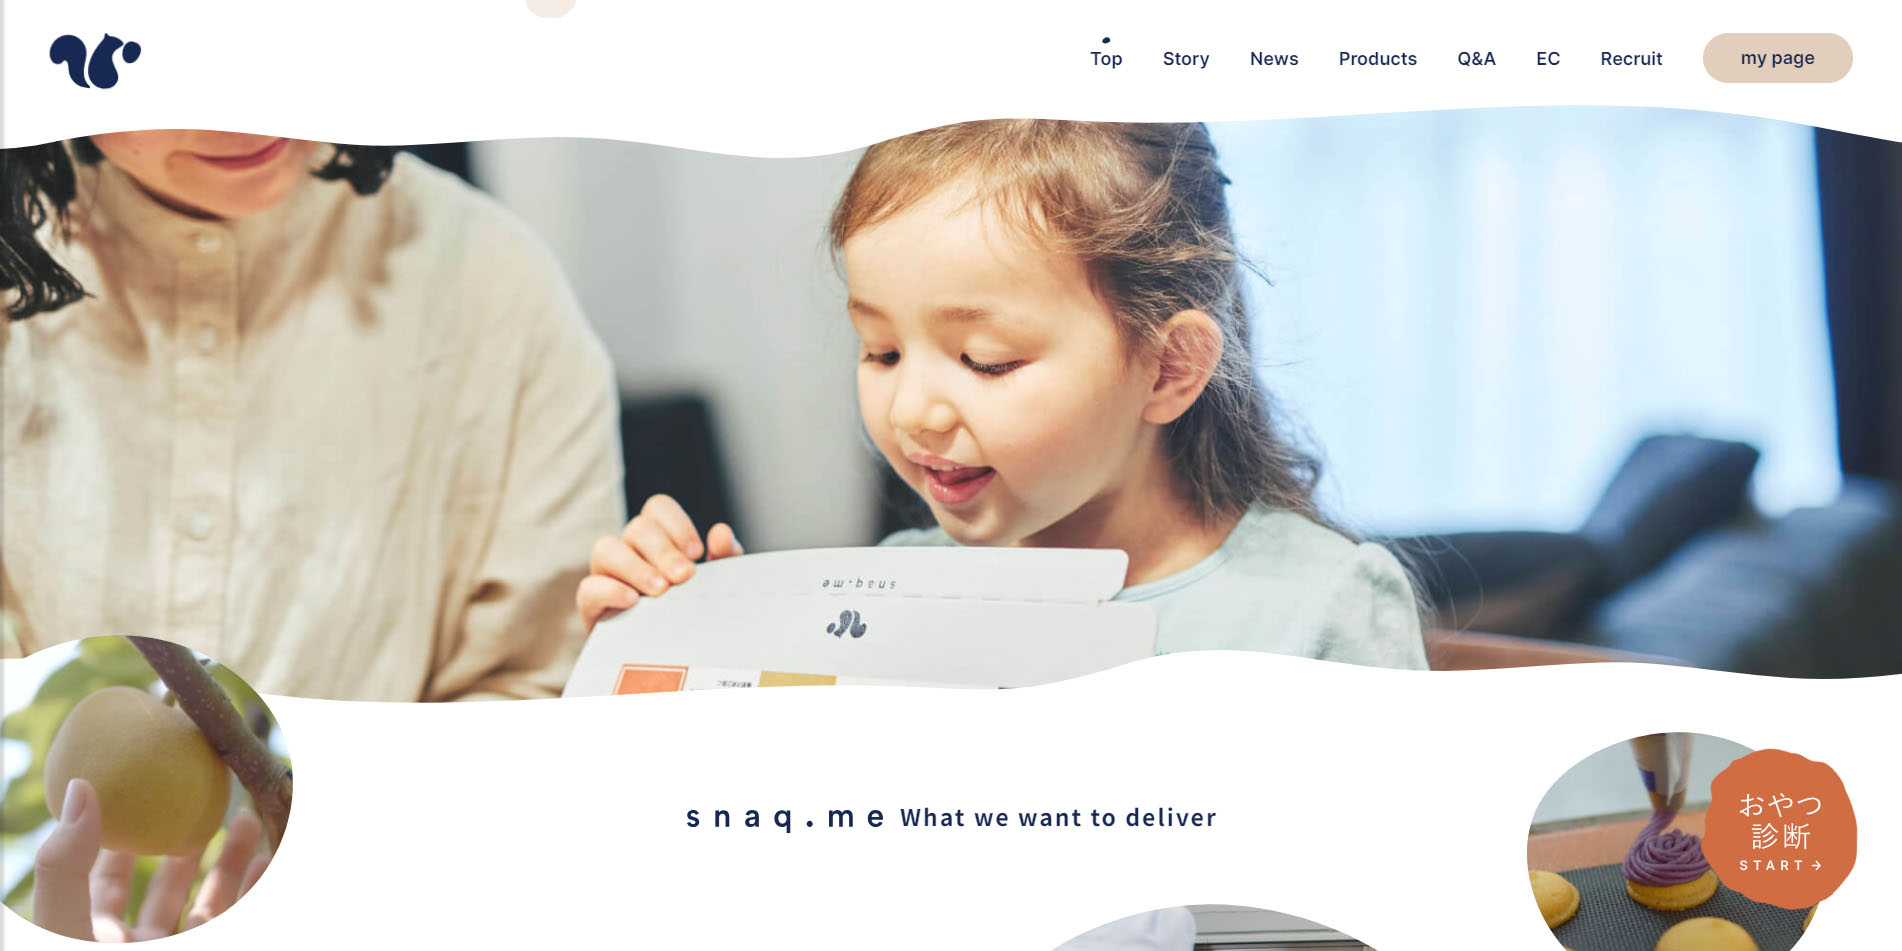 Top
Story
News
Products
Q&A
EC
Recruit
my page
snaq.me
snaq.me What we want to deliver
おやつ
診断
START →